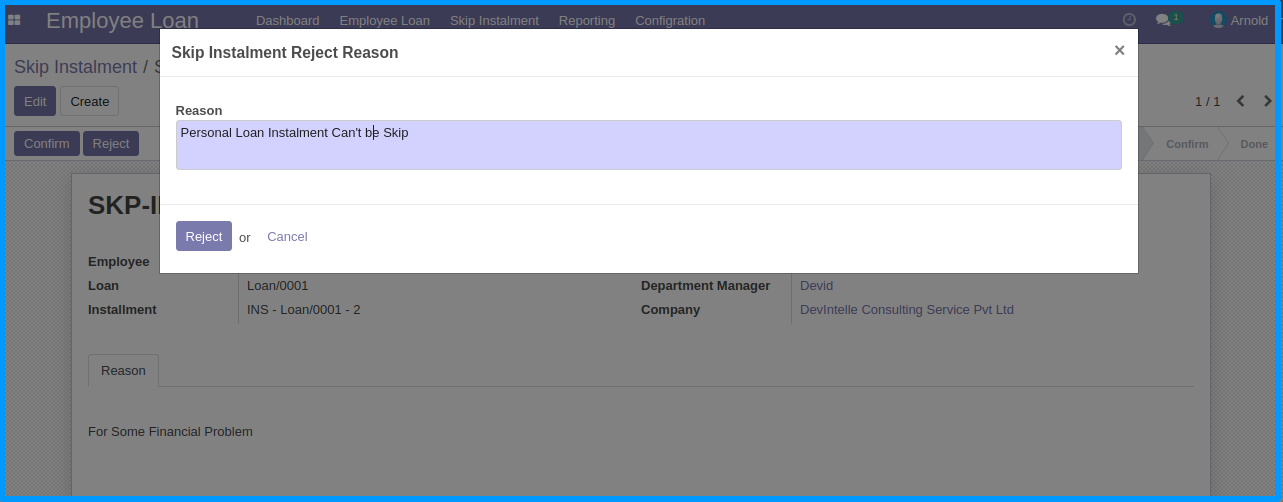 Employee Loan Dashboard Employee Loan Skip Instalment Reporting Configration 1 Arnold
Skip Instalment Reject Reason ×
Skip Instalment / S
Edit Create 1 / 1
Reason
Personal Loan Instalment Can't be Skip
Confirm Reject Confirm Done
SKP-I
Reject or Cancel
Employee
Loan Loan/0001 Department Manager Devid
Installment INS - Loan/0001 - 2 Company DevIntelle Consulting Service Pvt Ltd
Reason
For Some Financial Problem